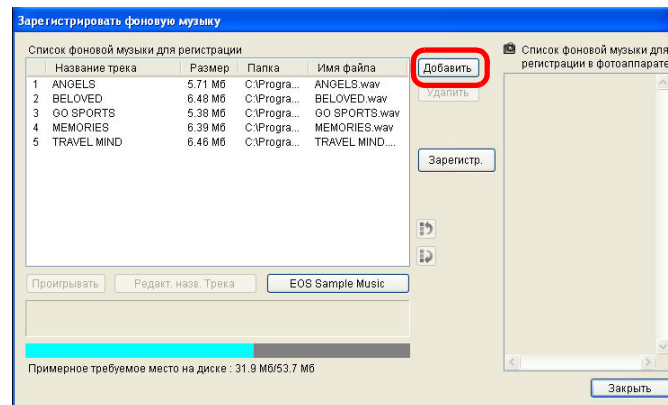 Зарегистрировать фоновую музыку
Список фоновой музыки для регистрации
Название трека Размер Папка Имя файла
1 ANGELS 5.71 Мб C:\Progra... ANGELS.wav
2 BELOVED 6.48 Мб C:\Progra... BELOVED.wav
3 GO SPORTS 5.38 Мб C:\Progra... GO SPORTS.wav
4 MEMORIES 6.39 Мб C:\Progra... MEMORIES.wav
5 TRAVEL MIND 6.46 Мб C:\Progra... TRAVEL MIND....
Добавить
Удалить
Зарегистр.
Список фоновой музыки для
регистрации в фотоаппарате
Проигрывать Редакт. назв. Трека EOS Sample Music
Примерное требуемое место на диске : 31.9 Мб/53.7 Мб
Закрыть